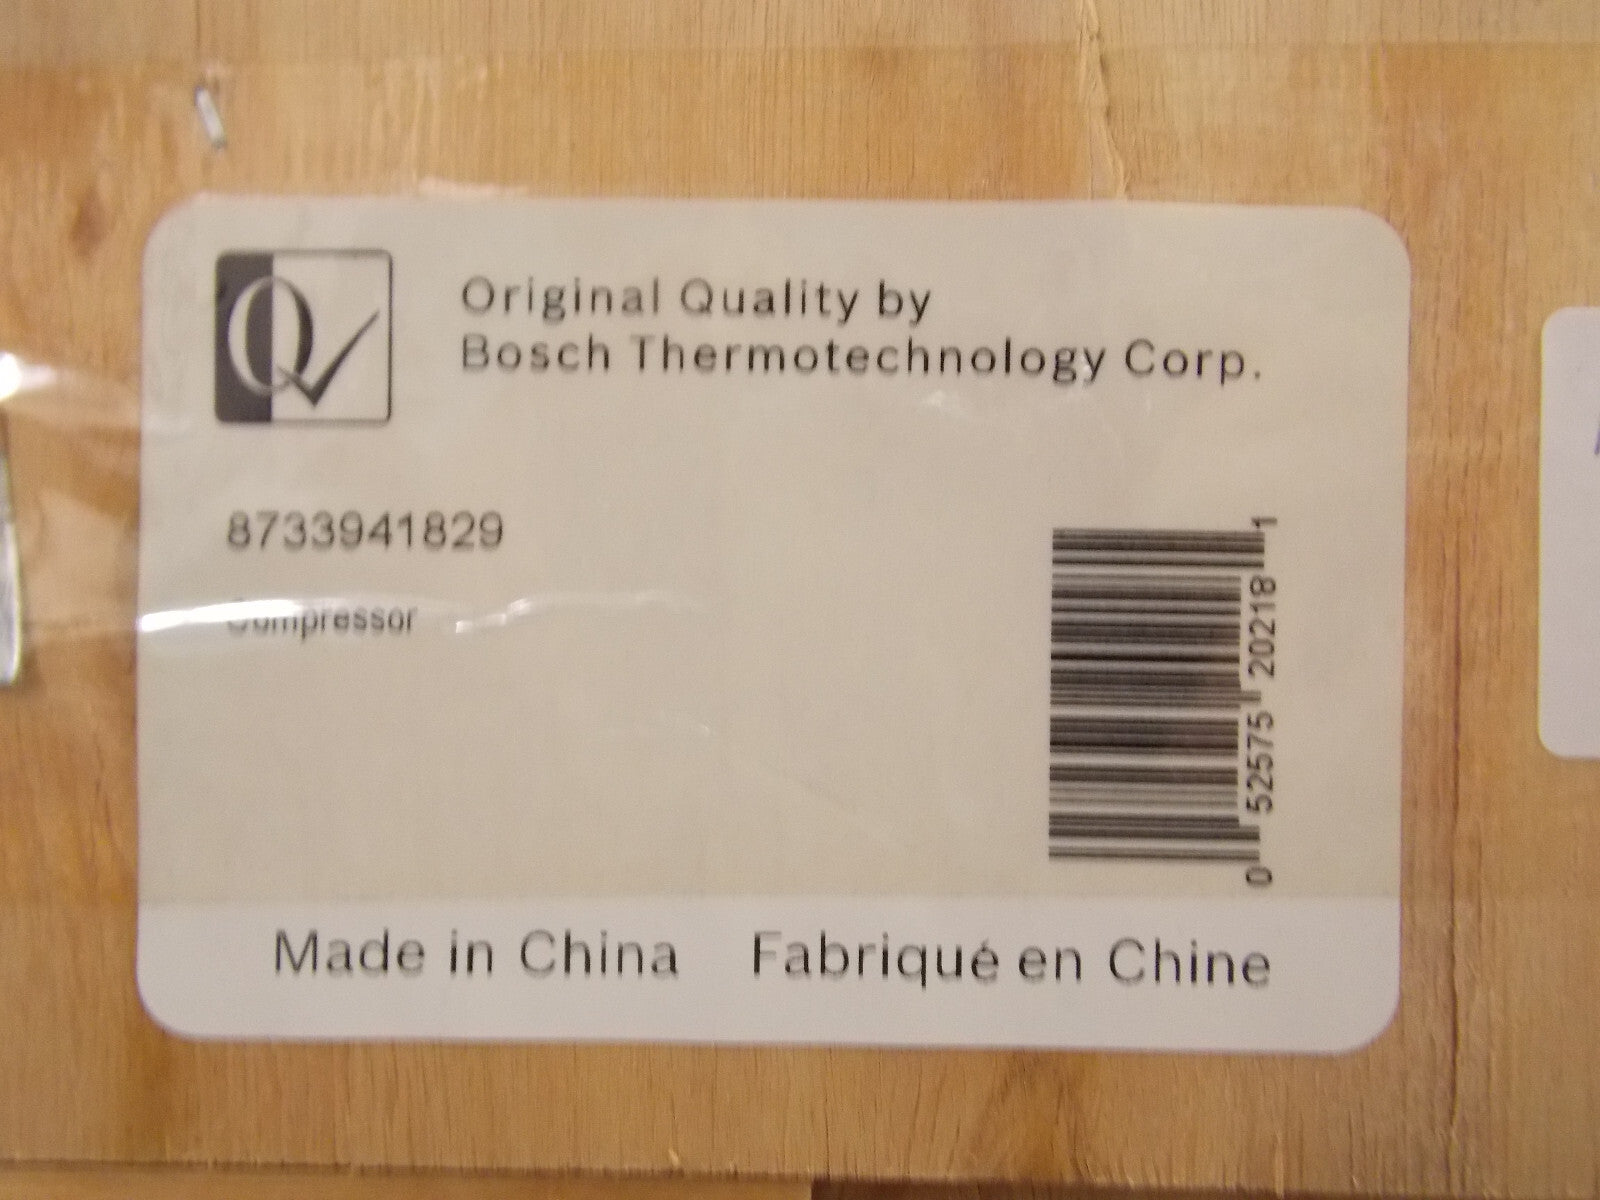 Q
Original Quality by
Bosch Thermotechnology Corp.
8733941829
Compressor
0 52575 20218 1
Made in China Fabriqué en Chine